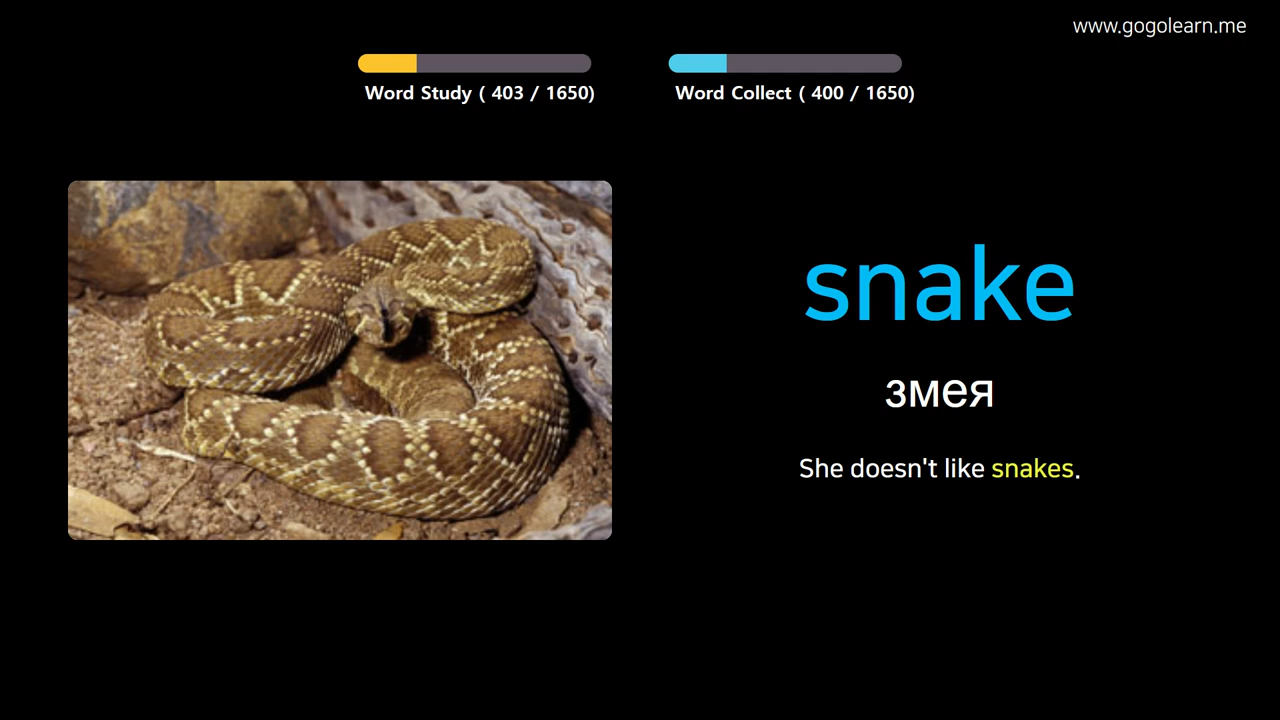 www.gogolearn.me
Word Study ( 403 / 1650)
Word Collect ( 400 / 1650)
snake
змея
She doesn't like snakes.